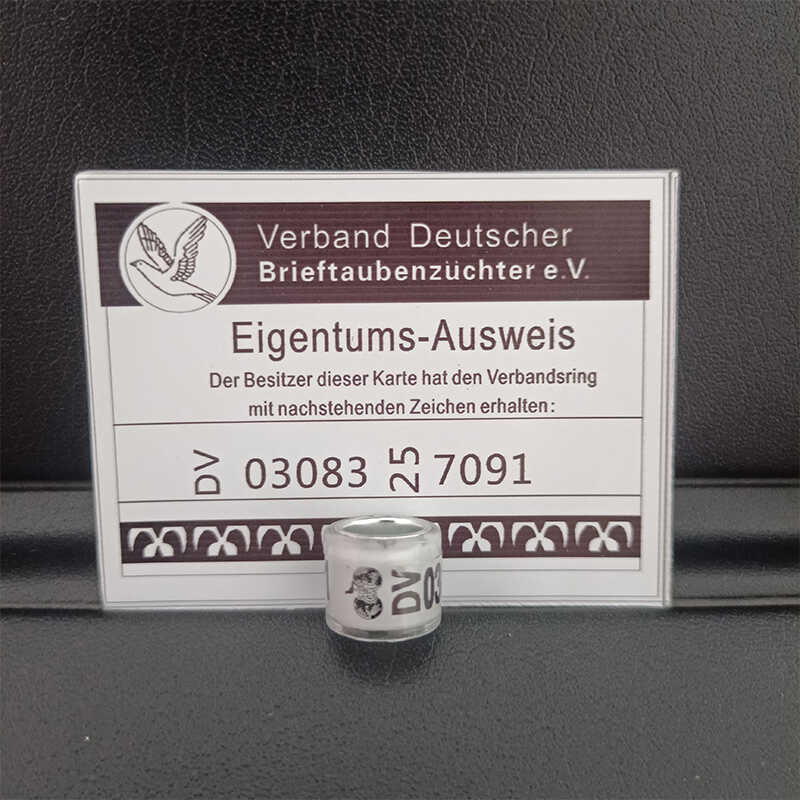 Verband Deutscher
Brieftaubenzüchter e.V.
Eigentums-Ausweis
Der Besitzer dieser Karte hat den Verbandsring
mit nachstehenden Zeichen erhalten:
DV 03083 25 7091
DV 03